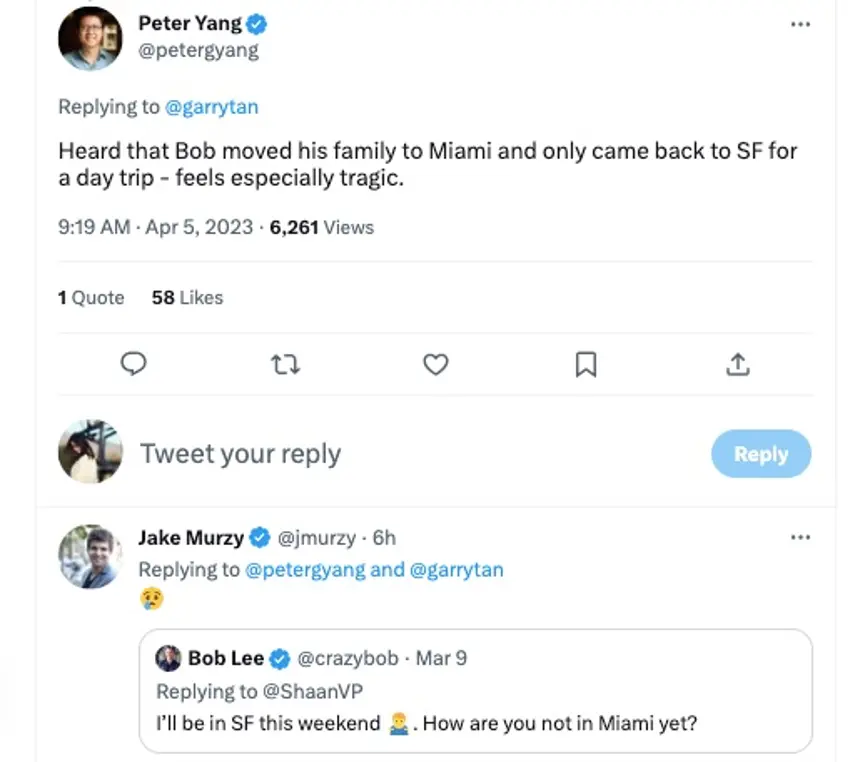 Peter Yang
@petergyang
Replying to @garrytan
Heard that Bob moved his family to Miami and only came back to SF for
a day trip - feels especially tragic.
9:19 AM · Apr 5, 2023 · 6,261 Views
1 Quote 58 Likes
Tweet your reply
Reply
Jake Murzy @jmurzy · 6h
Replying to @petergyang and @garrytan
😢
Bob Lee @crazybob · Mar 9
Replying to @ShaanVP
I'll be in SF this weekend 🤷‍♂️. How are you not in Miami yet?